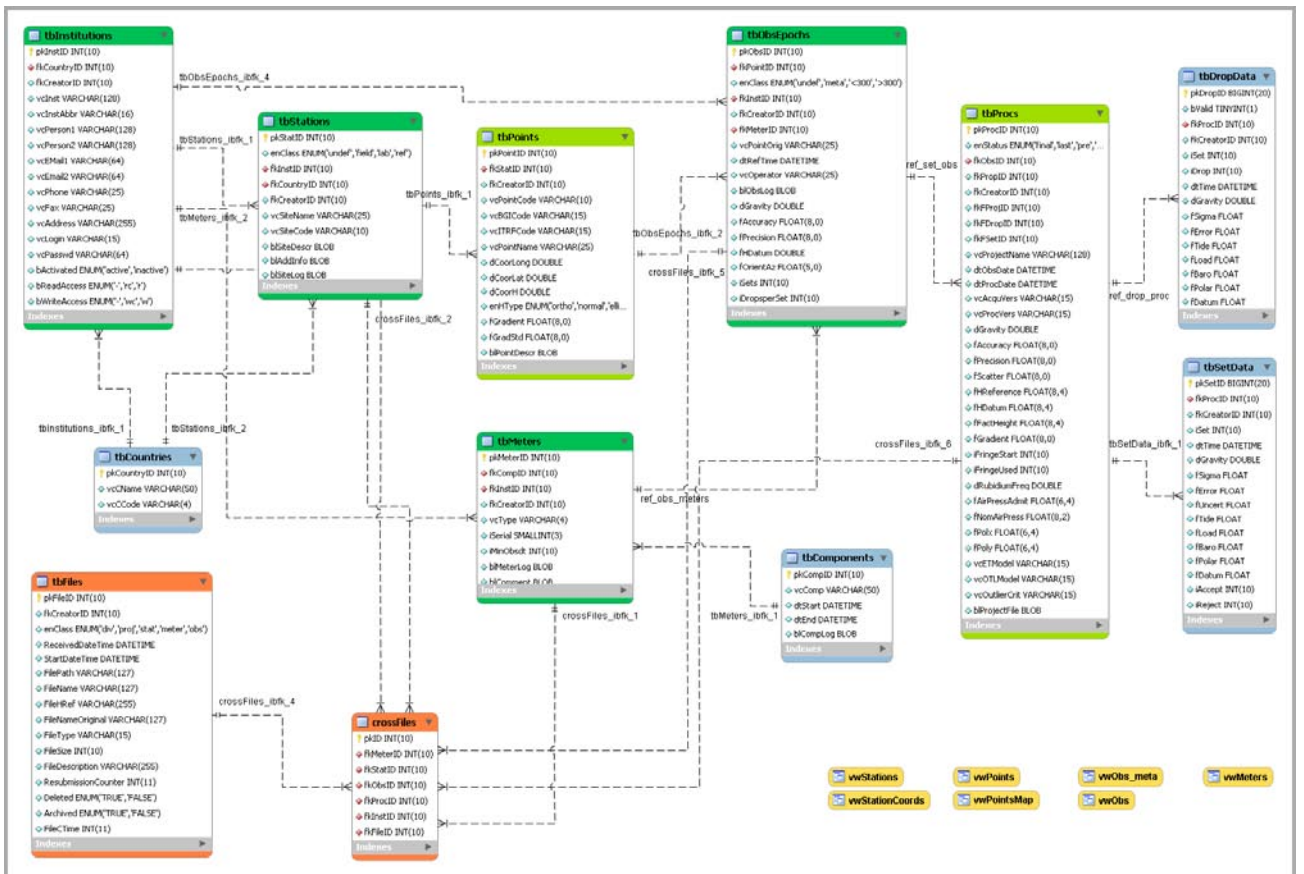 tbInstitutions
pkInstID INT(10)
fkCountryID INT(10)
fkCreatorID INT(10)
vcInst VARCHAR(128)
vcInstAbbr VARCHAR(16)
vcPerson1 VARCHAR(128)
vcPerson2 VARCHAR(128)
vcEMail1 VARCHAR(64)
vcEmail2 VARCHAR(64)
vcPhone VARCHAR(25)
vcFax VARCHAR(25)
vcAddress VARCHAR(255)
vcLogin VARCHAR(15)
vcPasswd VARCHAR(64)
bActivated ENUM('active','inactive')
bReadAccess ENUM('-','rc','r')
bWriteAccess ENUM('-','wc','w')
Indexes
tbObsEpochs_ibfk_4
tbStations_ibfk_1
tbMeters_ibfk_2
tbStations
pkStatID INT(10)
enClass ENUM('undef','field','lab','ref')
fkInstID INT(10)
fkCountryID INT(10)
fkCreatorID INT(10)
vcSiteName VARCHAR(25)
vcSiteCode VARCHAR(10)
blSiteDescr BLOB
blAddInfo BLOB
blSiteLog BLOB
Indexes
crossFiles_ibfk_2
tbPoints_ibfk_1
tbPoints
pkPointID INT(10)
fkStatID INT(10)
fkCreatorID INT(10)
vcPointCode VARCHAR(10)
vcBGICode VARCHAR(15)
vcITRFCode VARCHAR(15)
vcPointName VARCHAR(25)
dCoorLong DOUBLE
dCoorLat DOUBLE
dCoorH DOUBLE
enHType ENUM('ortho','normal','elli...
fGradient FLOAT(8,0)
fGradStd FLOAT(8,0)
blPointDescr BLOB
Indexes
tbObsEpochs_ibfk_2
crossFiles_ibfk_5
tbObsEpochs
pkObsID INT(10)
fkPointID INT(10)
enClass ENUM('undef','meta','<300','>300')
fkInstID INT(10)
fkCreatorID INT(10)
fkMeterID INT(10)
vcPointOrig VARCHAR(25)
dtRefTime DATETIME
vcOperator VARCHAR(25)
blObsLog BLOB
dGravity DOUBLE
fAccuracy FLOAT(8,0)
fPrecision FLOAT(8,0)
fHDatum DOUBLE
fOrientAz FLOAT(5,0)
iSets INT(10)
iDropsperSet INT(10)
Indexes
ref_set_obs
tbProcs
pkProcID INT(10)
enStatus ENUM('final','last','pre','...
fkObsID INT(10)
fkPropID INT(10)
fkCreatorID INT(10)
fkFProjID INT(10)
fkFDropID INT(10)
fkFSetID INT(10)
vcProjectName VARCHAR(128)
dtObsDate DATETIME
dtProcDate DATETIME
vcAcquVers VARCHAR(15)
vcProcVers VARCHAR(15)
dGravity DOUBLE
fAccuracy FLOAT(8,0)
fPrecision FLOAT(8,0)
fScatter FLOAT(8,0)
fHReference FLOAT(8,4)
fHDatum FLOAT(8,4)
fFactHeight FLOAT(8,4)
fGradient FLOAT(8,0)
iFringeStart INT(10)
iFringeUsed INT(10)
dRubidiumFreq DOUBLE
fAirPressAdmit FLOAT(6,4)
fNomAirPress FLOAT(8,2)
fPolx FLOAT(6,4)
fPoly FLOAT(6,4)
vcETModel VARCHAR(15)
vcOTLModel VARCHAR(15)
vcOutlierCrit VARCHAR(15)
blProjectFile BLOB
Indexes
ref_drop_proc
tbDropData
pkDropID BIGINT(20)
bValid TINYINT(1)
fkProcID INT(10)
fkCreatorID INT(10)
iSet INT(10)
iDrop INT(10)
dtTime DATETIME
dGravity DOUBLE
fSigma FLOAT
fError FLOAT
fTide FLOAT
fLoad FLOAT
fBaro FLOAT
fPolar FLOAT
fDatum FLOAT
Indexes
tbSetData_ibfk_1
tbSetData
pkSetID BIGINT(20)
fkProcID INT(10)
fkCreatorID INT(10)
iSet INT(10)
dtTime DATETIME
dGravity DOUBLE
fSigma FLOAT
fError FLOAT
fUncert FLOAT
fTide FLOAT
fLoad FLOAT
fBaro FLOAT
fPolar FLOAT
fDatum FLOAT
iAccept INT(10)
iReject INT(10)
Indexes
tbInstitutions_ibfk_1
tbStations_ibfk_2
tbCountries
pkCountryID INT(10)
vcCName VARCHAR(50)
vcCCode VARCHAR(4)
Indexes
tbMeters
pkMeterID INT(10)
fkCompID INT(10)
fkInstID INT(10)
fkCreatorID INT(10)
vcType VARCHAR(4)
iSerial SMALLINT(3)
iMinObsdt INT(10)
blMeterLog BLOB
blComment BLOB
Indexes
ref_obs_meters
crossFiles_ibfk_6
crossFiles_ibfk_1
tbMeters_ibfk_1
tbComponents
pkCompID INT(10)
vcComp VARCHAR(50)
dtStart DATETIME
dtEnd DATETIME
blCompLog BLOB
Indexes
tbFiles
pkFileID INT(10)
fkCreatorID INT(10)
enClass ENUM('div','proj','stat','meter','obs')
ReceivedDateTime DATETIME
StartDateTime DATETIME
FilePath VARCHAR(127)
FileName VARCHAR(127)
FileHRef VARCHAR(255)
FileNameOriginal VARCHAR(127)
FileType VARCHAR(15)
FileSize INT(10)
FileDescription VARCHAR(255)
ResubmissionCounter INT(11)
Deleted ENUM('TRUE','FALSE')
Archived ENUM('TRUE','FALSE')
FileCTime INT(11)
Indexes
crossFiles_ibfk_4
crossFiles
pkID INT(10)
fkMeterID INT(10)
fkStatID INT(10)
fkObsID INT(10)
fkProcID INT(10)
fkInstID INT(10)
fkFileID INT(10)
Indexes
vwStations
vwPoints
vwObs_meta
vwMeters
vwStationCoords
vwPointsMap
vwObs